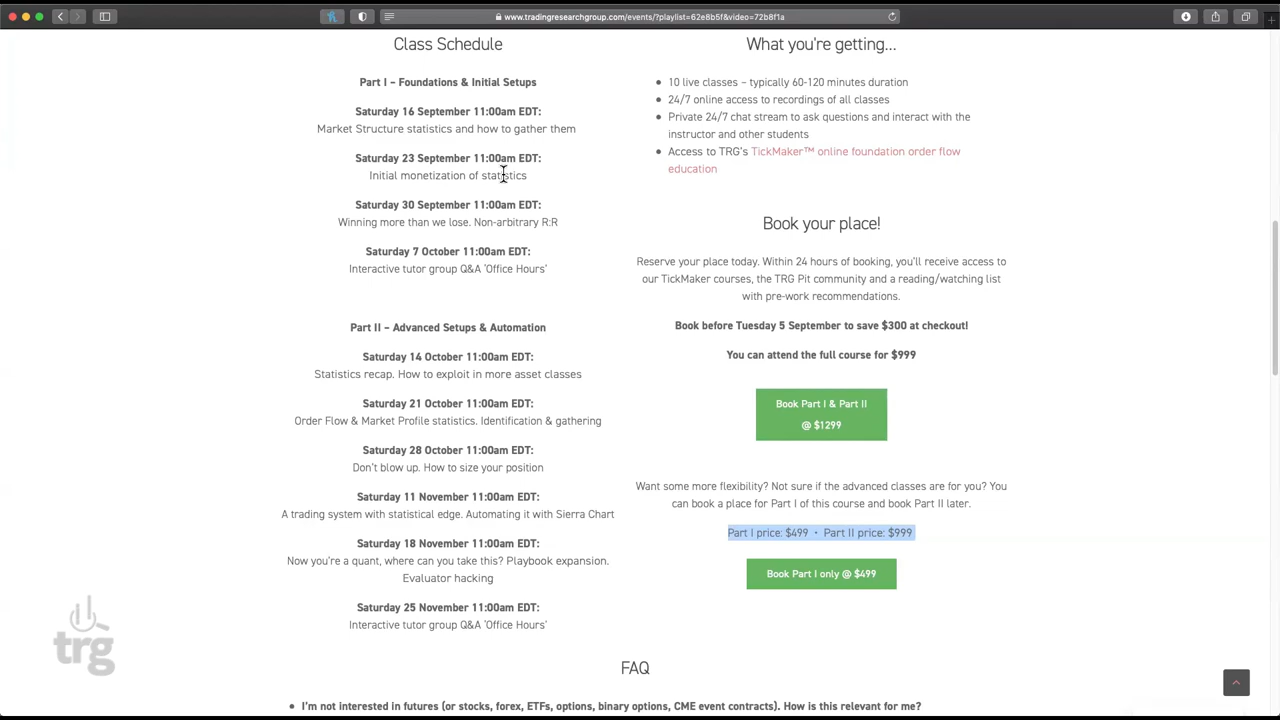 www.tradingresearchgroup.com/events/?playlist=62e8b5f&video=72b8f1a
Class Schedule
Part I – Foundations & Initial Setups
Saturday 16 September 11:00am EDT:
Market Structure statistics and how to gather them
Saturday 23 September 11:00am EDT:
Initial monetization of statistics
Saturday 30 September 11:00am EDT:
Winning more than we lose. Non-arbitrary R:R
Saturday 7 October 11:00am EDT:
Interactive tutor group Q&A ‘Office Hours’
Part II – Advanced Setups & Automation
Saturday 14 October 11:00am EDT:
Statistics recap. How to exploit in more asset classes
Saturday 21 October 11:00am EDT:
Order Flow & Market Profile statistics. Identification & gathering
Saturday 28 October 11:00am EDT:
Don’t blow up. How to size your position
Saturday 11 November 11:00am EDT:
A trading system with statistical edge. Automating it with Sierra Chart
Saturday 18 November 11:00am EDT:
Now you’re a quant, where can you take this? Playbook expansion.
Evaluator hacking
Saturday 25 November 11:00am EDT:
Interactive tutor group Q&A ‘Office Hours’
What you're getting...
• 10 live classes – typically 60-120 minutes duration
• 24/7 online access to recordings of all classes
• Private 24/7 chat stream to ask questions and interact with the
instructor and other students
• Access to TRG’s TickMaker™ online foundation order flow
education
Book your place!
Reserve your place today. Within 24 hours of booking, you’ll receive access to
our TickMaker courses, the TRG Pit community and a reading/watching list
with pre-work recommendations.
Book before Tuesday 5 September to save $300 at checkout!
You can attend the full course for $999
Book Part I & Part II
@ $1299
Want some more flexibility? Not sure if the advanced classes are for you? You
can book a place for Part I of this course and book Part II later.
Part I price: $499 • Part II price: $999
Book Part I only @ $499
trg
FAQ
• I’m not interested in futures (or stocks, forex, ETFs, options, binary options, CME event contracts). How is this relevant for me?